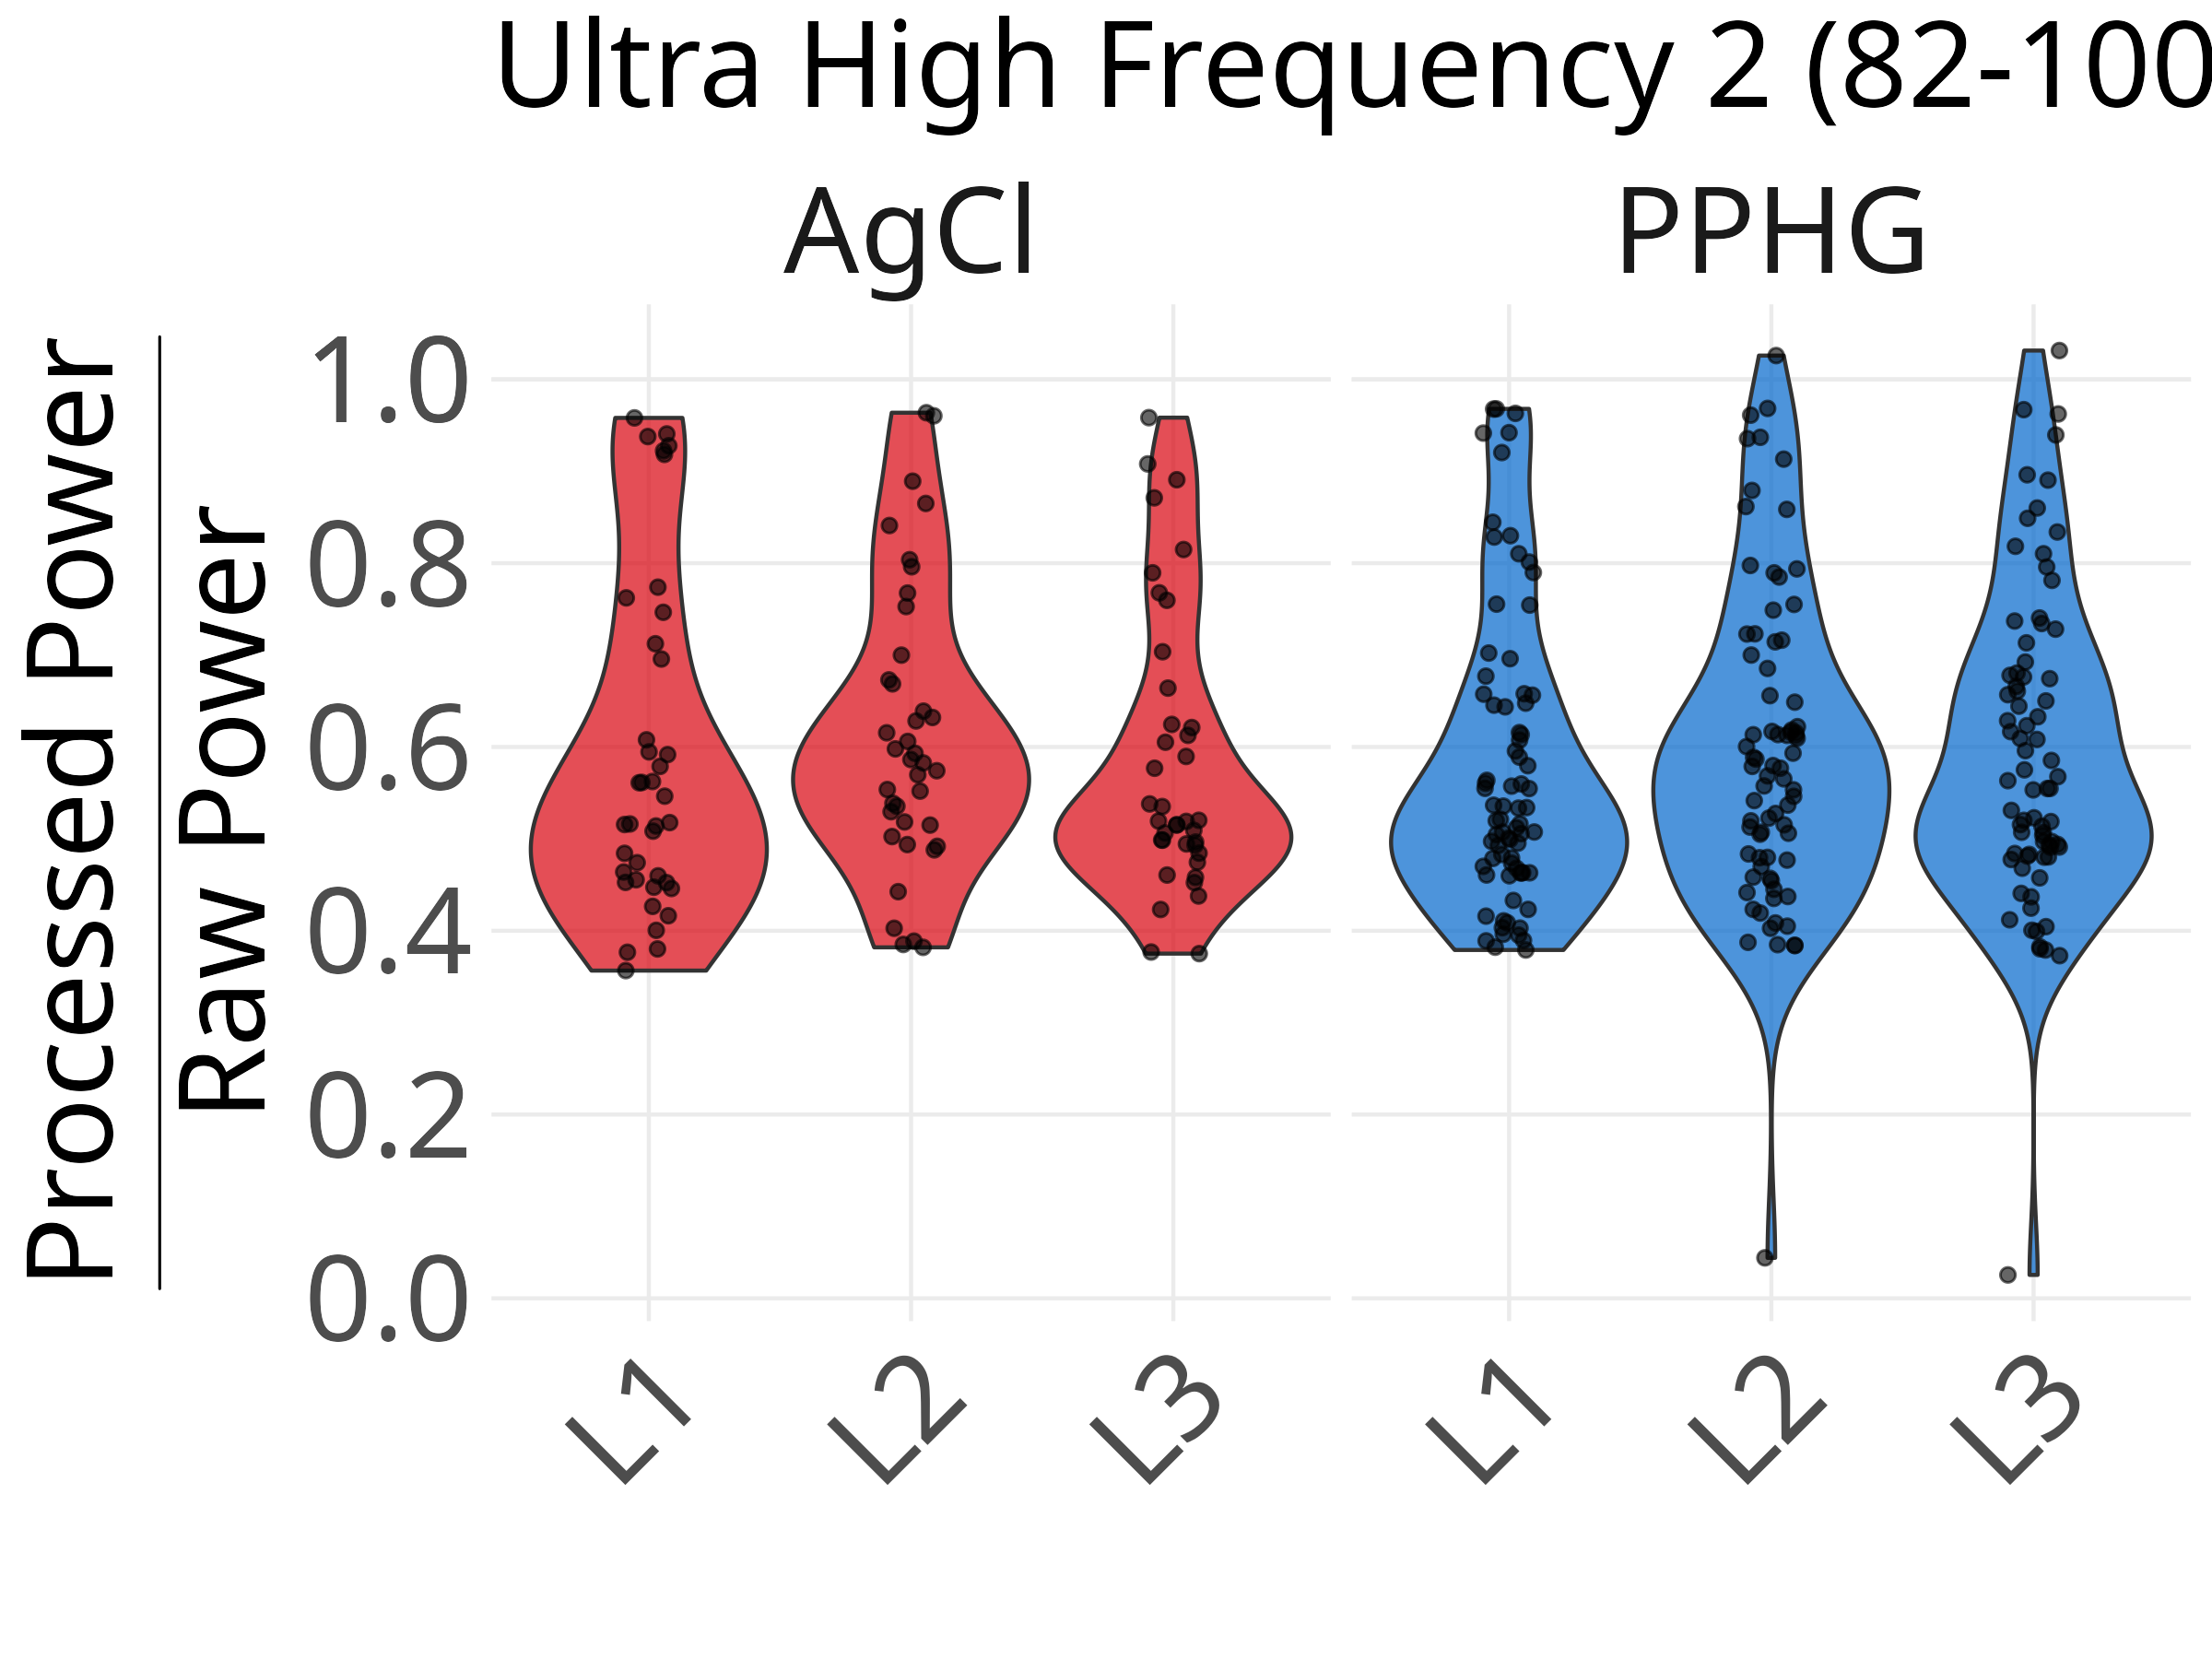 Ultra High Frequency 2 (82-100
AgCl
PPHG
Processed Power
Raw Power
1.0
0.8
0.6
0.4
0.2
0.0
L1
L2
L3
L1
L2
L3